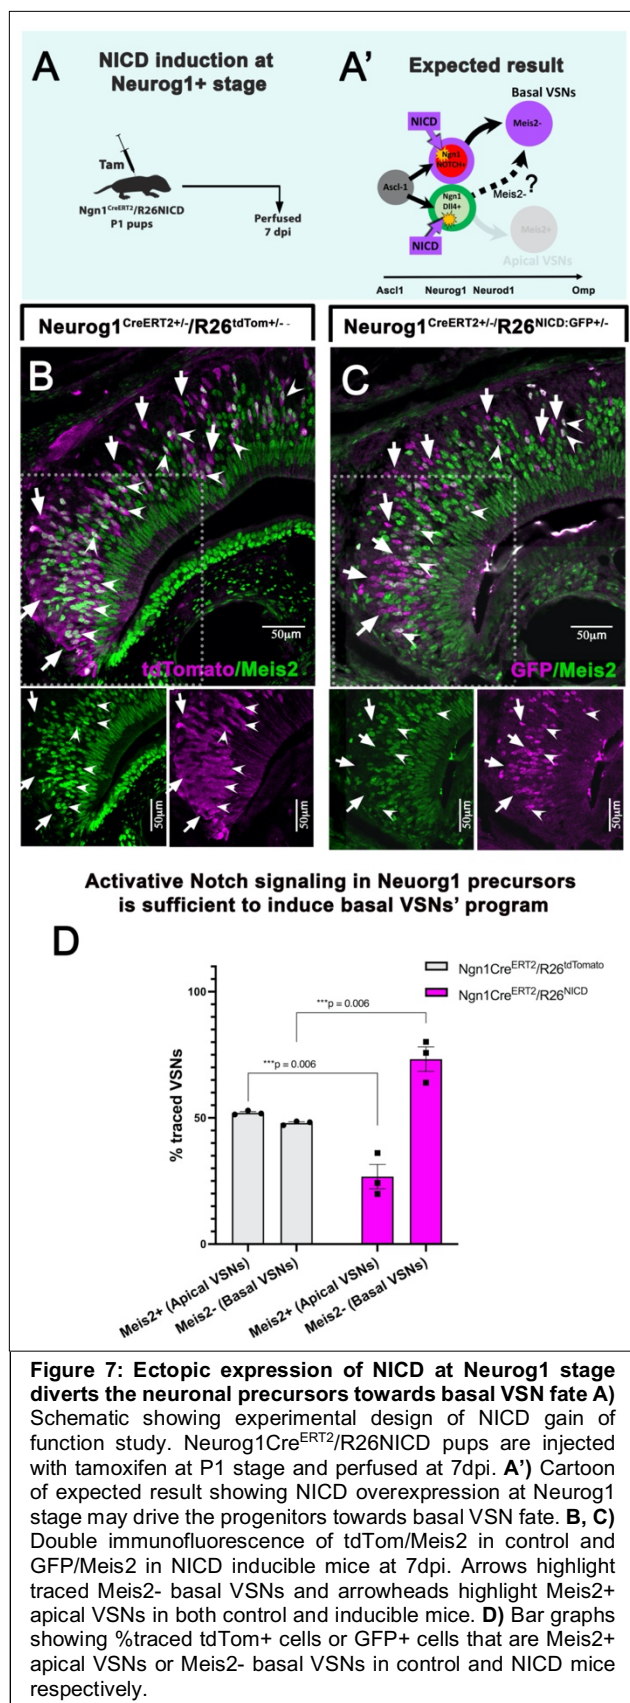 A
NICD induction at
Neurog1+ stage
Tam
Ngn1CreERT2/R26NICD
P1 pups
Perfused
7 dpi
A'
Expected result
Basal VSNs
NICD
Meis2-
Ngn1
NOTCH+
Ascl-1
Ngn1
Dll4+
Meis2-
?
NICD
Meis2+
Apical VSNs
Ascl1 Neurog1 Neurod1 Omp
Neurog1CreERT2+/-/R26tdTom+/- -
Neurog1CreERT2+/-/R26NICD:GFP+/-
B
50µm
tdTomato/Meis2
C
50µm
GFP/Meis2
50µm
50µm
50µm
50µm
Activative Notch signaling in Neuorg1 precursors
is sufficient to induce basal VSNs' program
D
Ngn1CreERT2/R26tdTomato
Ngn1CreERT2/R26NICD
% traced VSNs
100
50
0
***p = 0.006
***p = 0.006
Meis2+ (Apical VSNs)
Meis2- (Basal VSNs)
Meis2+ (Apical VSNs)
Meis2- (Basal VSNs)
Figure 7: Ectopic expression of NICD at Neurog1 stage
diverts the neuronal precursors towards basal VSN fate A)
Schematic showing experimental design of NICD gain of
function study. Neurog1CreERT2/R26NICD pups are injected
with tamoxifen at P1 stage and perfused at 7dpi. A') Cartoon
of expected result showing NICD overexpression at Neurog1
stage may drive the progenitors towards basal VSN fate. B, C)
Double immunofluorescence of tdTom/Meis2 in control and
GFP/Meis2 in NICD inducible mice at 7dpi. Arrows highlight
traced Meis2- basal VSNs and arrowheads highlight Meis2+
apical VSNs in both control and inducible mice. D) Bar graphs
showing %traced tdTom+ cells or GFP+ cells that are Meis2+
apical VSNs or Meis2- basal VSNs in control and NICD mice
respectively.